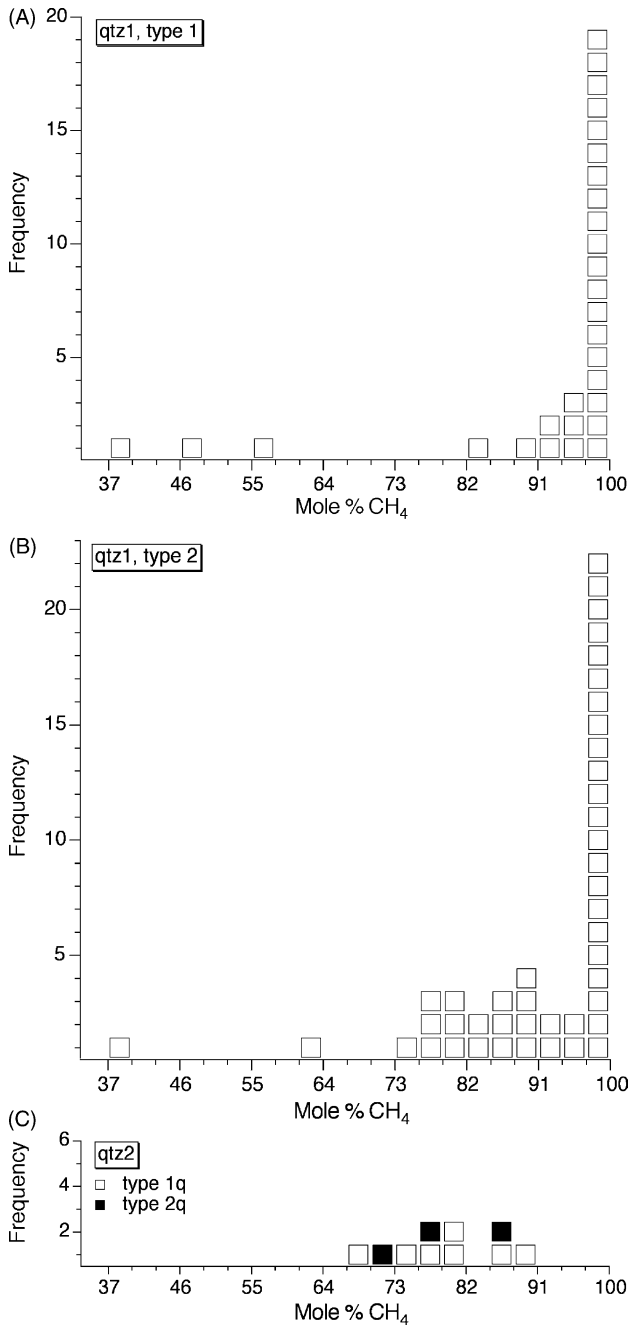 (A)
qtz1, type 1
20
15
10
5
Frequency
37 46 55 64 73 82 91 100
Mole % CH4
(B)
qtz1, type 2
20
15
10
5
Frequency
37 46 55 64 73 82 91 100
Mole % CH4
(C)
qtz2
type 1q
type 2q
6
4
2
Frequency
37 46 55 64 73 82 91 100
Mole % CH4